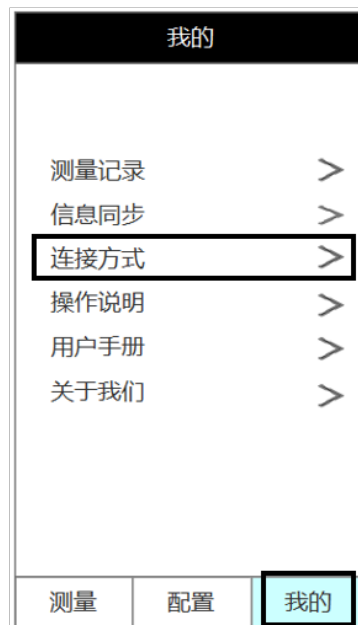 我的
测量记录
信息同步
连接方式
操作说明
用户手册
关于我们
测量 配置 我的